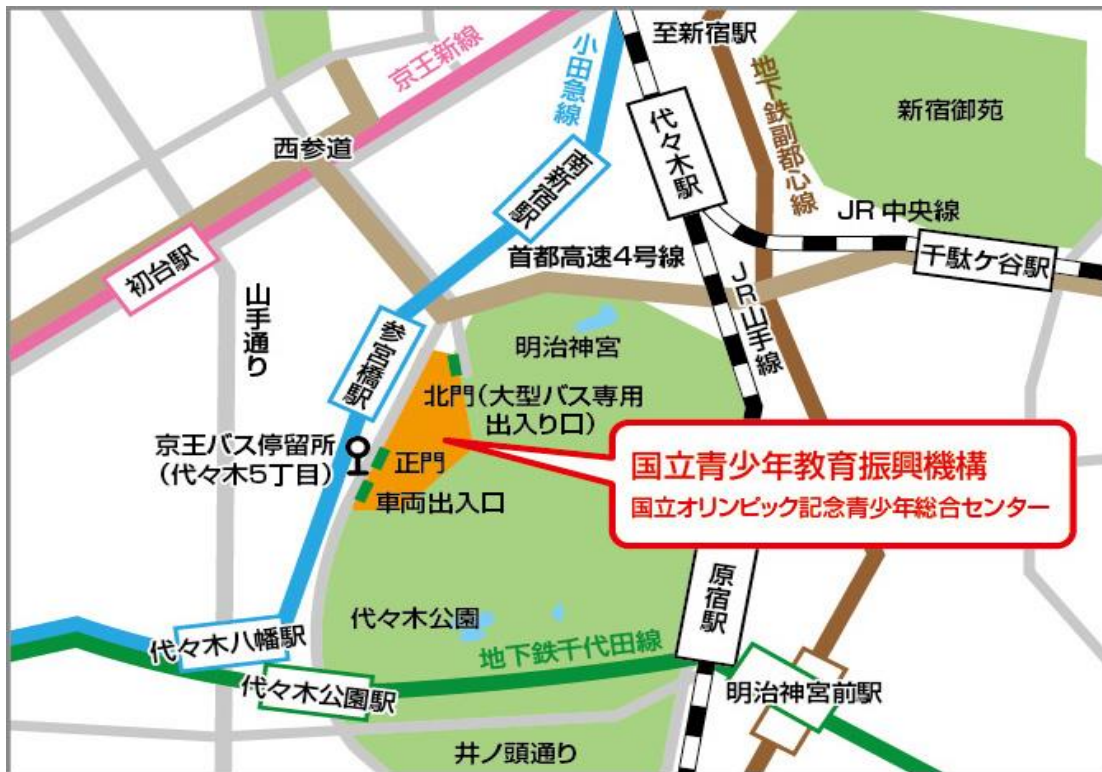 至新宿駅
京王新線
小田急線
地下鉄副都心線
新宿御苑
代々木駅
西参道
南新宿駅
JR中央線
首都高速4号線
千駄ケ谷駅
初台駅
山手通り
JR山手線
参宮橋駅
明治神宮
北門(大型バス専用
出入り口)
京王バス停留所
(代々木5丁目)
正門
車両出入口
国立青少年教育振興機構
国立オリンピック記念青少年総合センター
原宿駅
代々木公園
代々木八幡駅
地下鉄千代田線
代々木公園駅
明治神宮前駅
井ノ頭通り